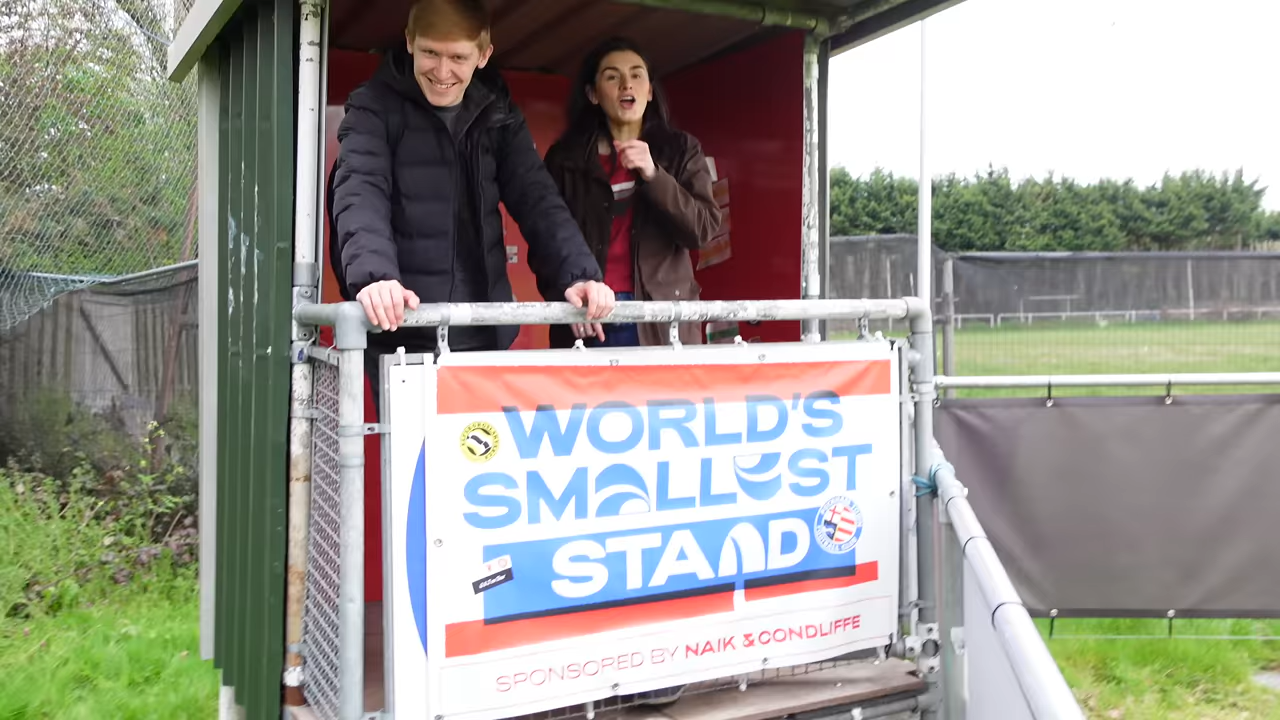 WORLD'S
SMALLEST
STAND
SPONSORED BY NAIK & CONDLIFFE